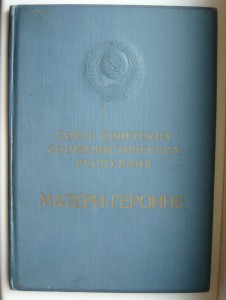 СОЮЗ СОВЕТСКИХ
СОЦИАЛИСТИЧЕСКИХ
РЕСПУБЛИК
МАТЕРИ-ГЕРОИНЕ